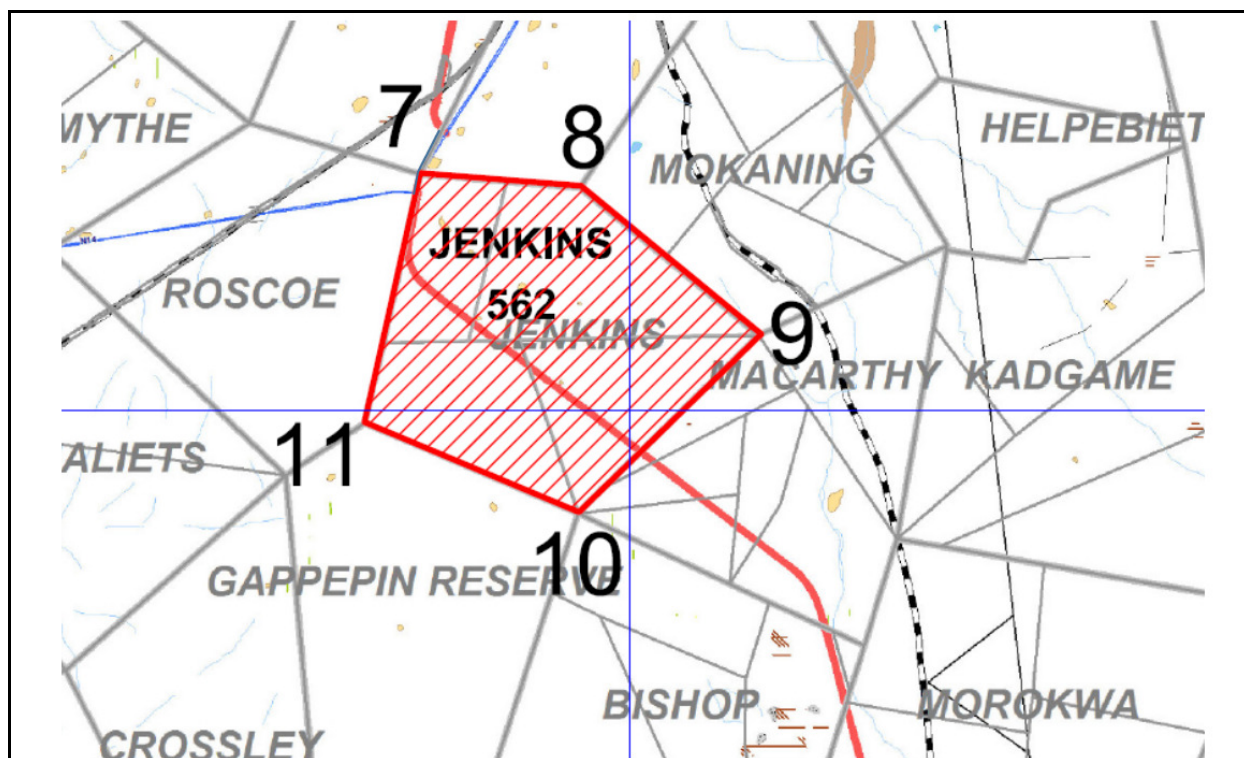 7
8
MYTHE
HELPEBIET
MOKANING
JENKINS
562
ROSCOE
JENKINS
9
MACARTHY
KADGAME
11
ALIETS
10
GAPPEPIN RESERVE
BISHOP
MOROKWA
CROSSLEY